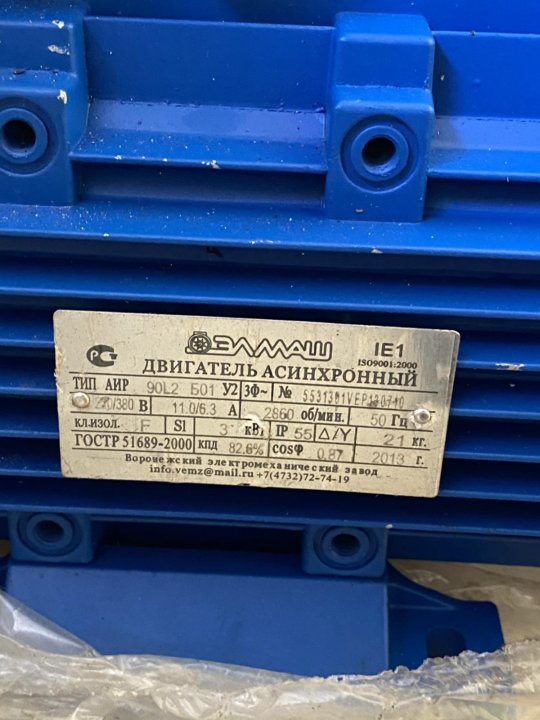 ЭЛМАШ IE1
ISO9001:2000
ДВИГАТЕЛЬ АСИНХРОННЫЙ
ТИП АИР 90L2 Б01 У2 3Ф~ №
220/380 В 11.0/6.3 А 2860 об/мин. 50 Гц
КЛ.ИЗОЛ. F S1 3 кВт IP 55 Δ/Y 21 кг.
ГОСТР 51689-2000 КПД 82.6% cosφ 0.87 2013 г.
Воронежский электромеханический завод
info.vemz@mail.ru +7(4732)72-74-19